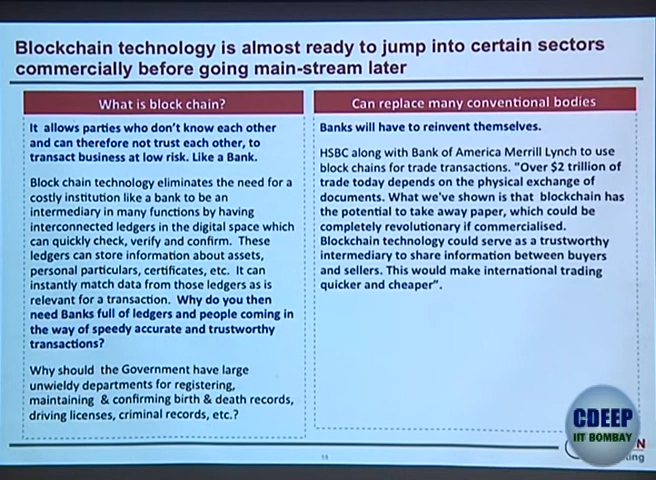 Blockchain technology is almost ready to jump into certain sectors
commercially before going main-stream later
What is block chain?
It allows parties who don't know each other
and can therefore not trust each other, to
transact business at low risk. Like a Bank.
Block chain technology eliminates the need for a
costly institution like a bank to be an
intermediary in many functions by having
interconnected ledgers in the digital space which
can quickly check, verify and confirm. These
ledgers can store information about assets,
personal particulars, certificates, etc. It can
instantly match data from those ledgers as is
relevant for a transaction. Why do you then
need Banks full of ledgers and people coming in
the way of speedy accurate and trustworthy
transactions?
Why should the Government have large
unwieldy departments for registering,
maintaining & confirming birth & death records,
driving licenses, criminal records, etc.?
Can replace many conventional bodies
Banks will have to reinvent themselves.
HSBC along with Bank of America Merrill Lynch to use
block chains for trade transactions. "Over $2 trillion of
trade today depends on the physical exchange of
documents. What we've shown is that blockchain has
the potential to take away paper, which could be
completely revolutionary if commercialised.
Blockchain technology could serve as a trustworthy
intermediary to share information between buyers
and sellers. This would make international trading
quicker and cheaper".
CDEEP
IIT BOMBAY